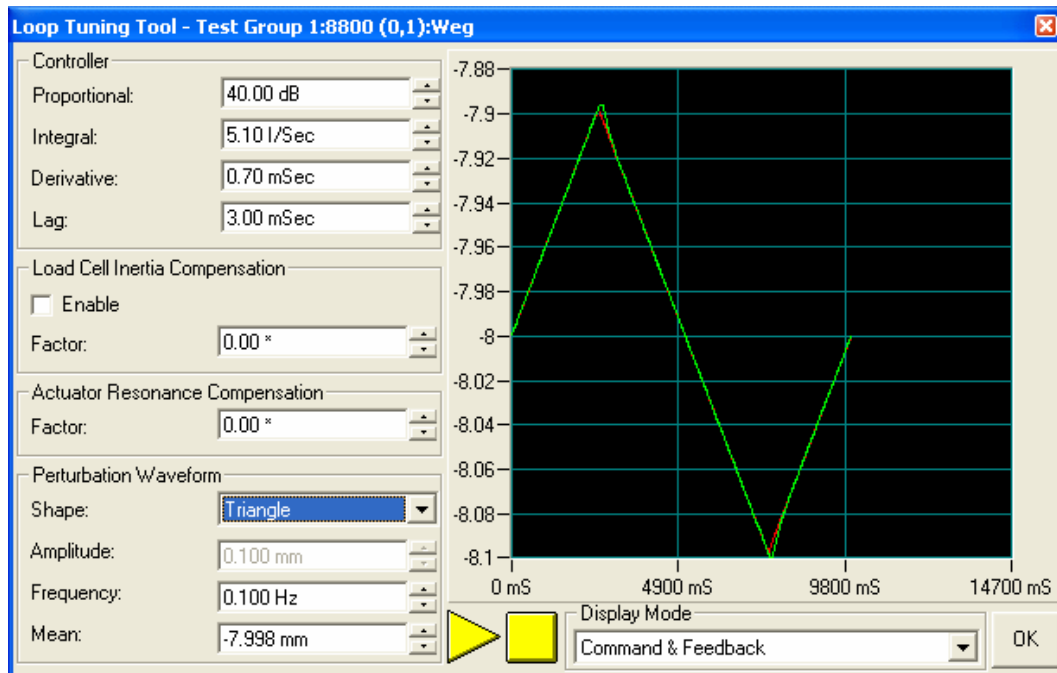 Loop Tuning Tool - Test Group 1:8800 (0,1):Weg
Controller
Proportional: 40.00 dB
Integral: 5.10 I/Sec
Derivative: 0.70 mSec
Lag: 3.00 mSec
Load Cell Inertia Compensation
Enable
Factor: 0.00 *
Actuator Resonance Compensation
Factor: 0.00 *
Perturbation Waveform
Shape: Triangle
Amplitude: 0.100 mm
Frequency: 0.100 Hz
Mean: -7.998 mm
-7.88
-7.9
-7.92
-7.94
-7.96
-7.98
-8
-8.02
-8.04
-8.06
-8.08
-8.1
0 mS 4900 mS 9800 mS 14700 mS
Display Mode
Command & Feedback
OK